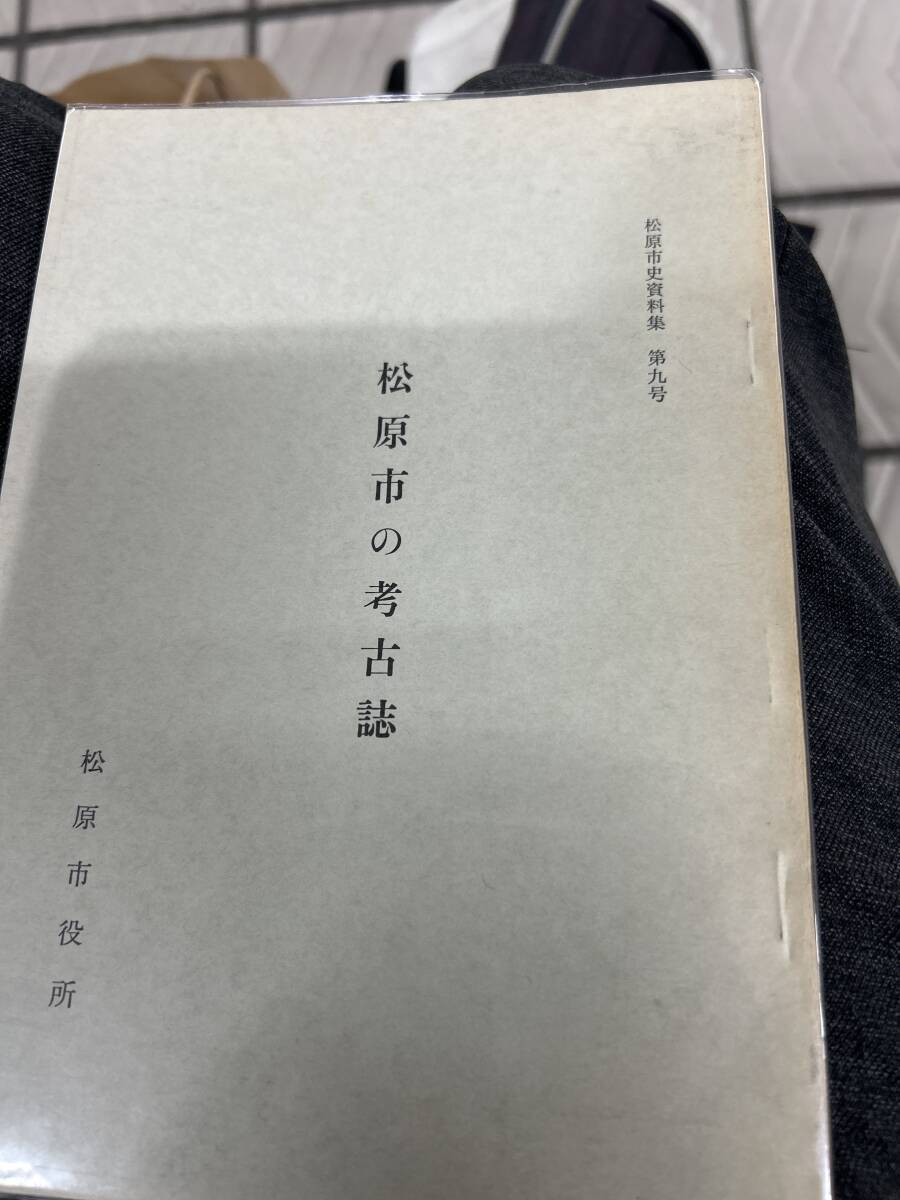 松原市史資料集　第九号
松原市の考古誌
松原市役所